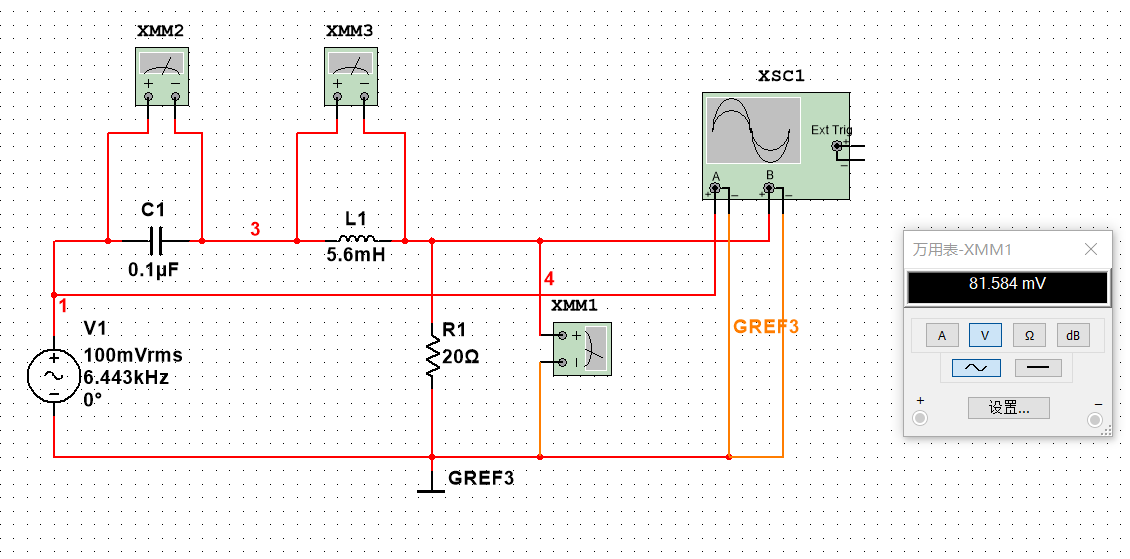 XMM2
XMM3
XSC1
Ext Trig
A
B
C1
0.1µF
3
L1
5.6mH
4
1
XMM1
GREF3
V1
100mVrms
6.443kHz
0°
R1
20Ω
GREF3
万用表-XMM1
81.584 mV
A
V
Ω
dB
设置...